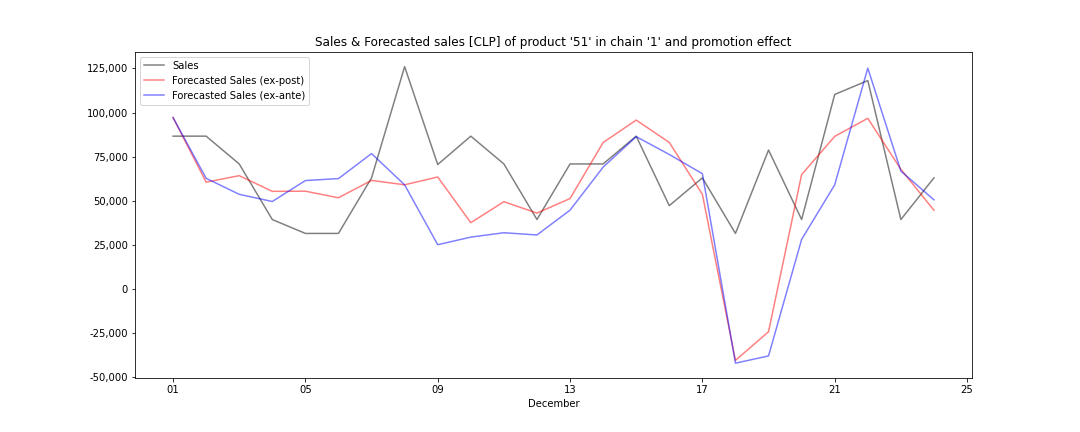 Sales & Forecasted sales [CLP] of product '51' in chain '1' and promotion effect
Sales
Forecasted Sales (ex-post)
Forecasted Sales (ex-ante)
125,000
100,000
75,000
50,000
25,000
0
-25,000
-50,000
01 05 09 13 17 21 25
December